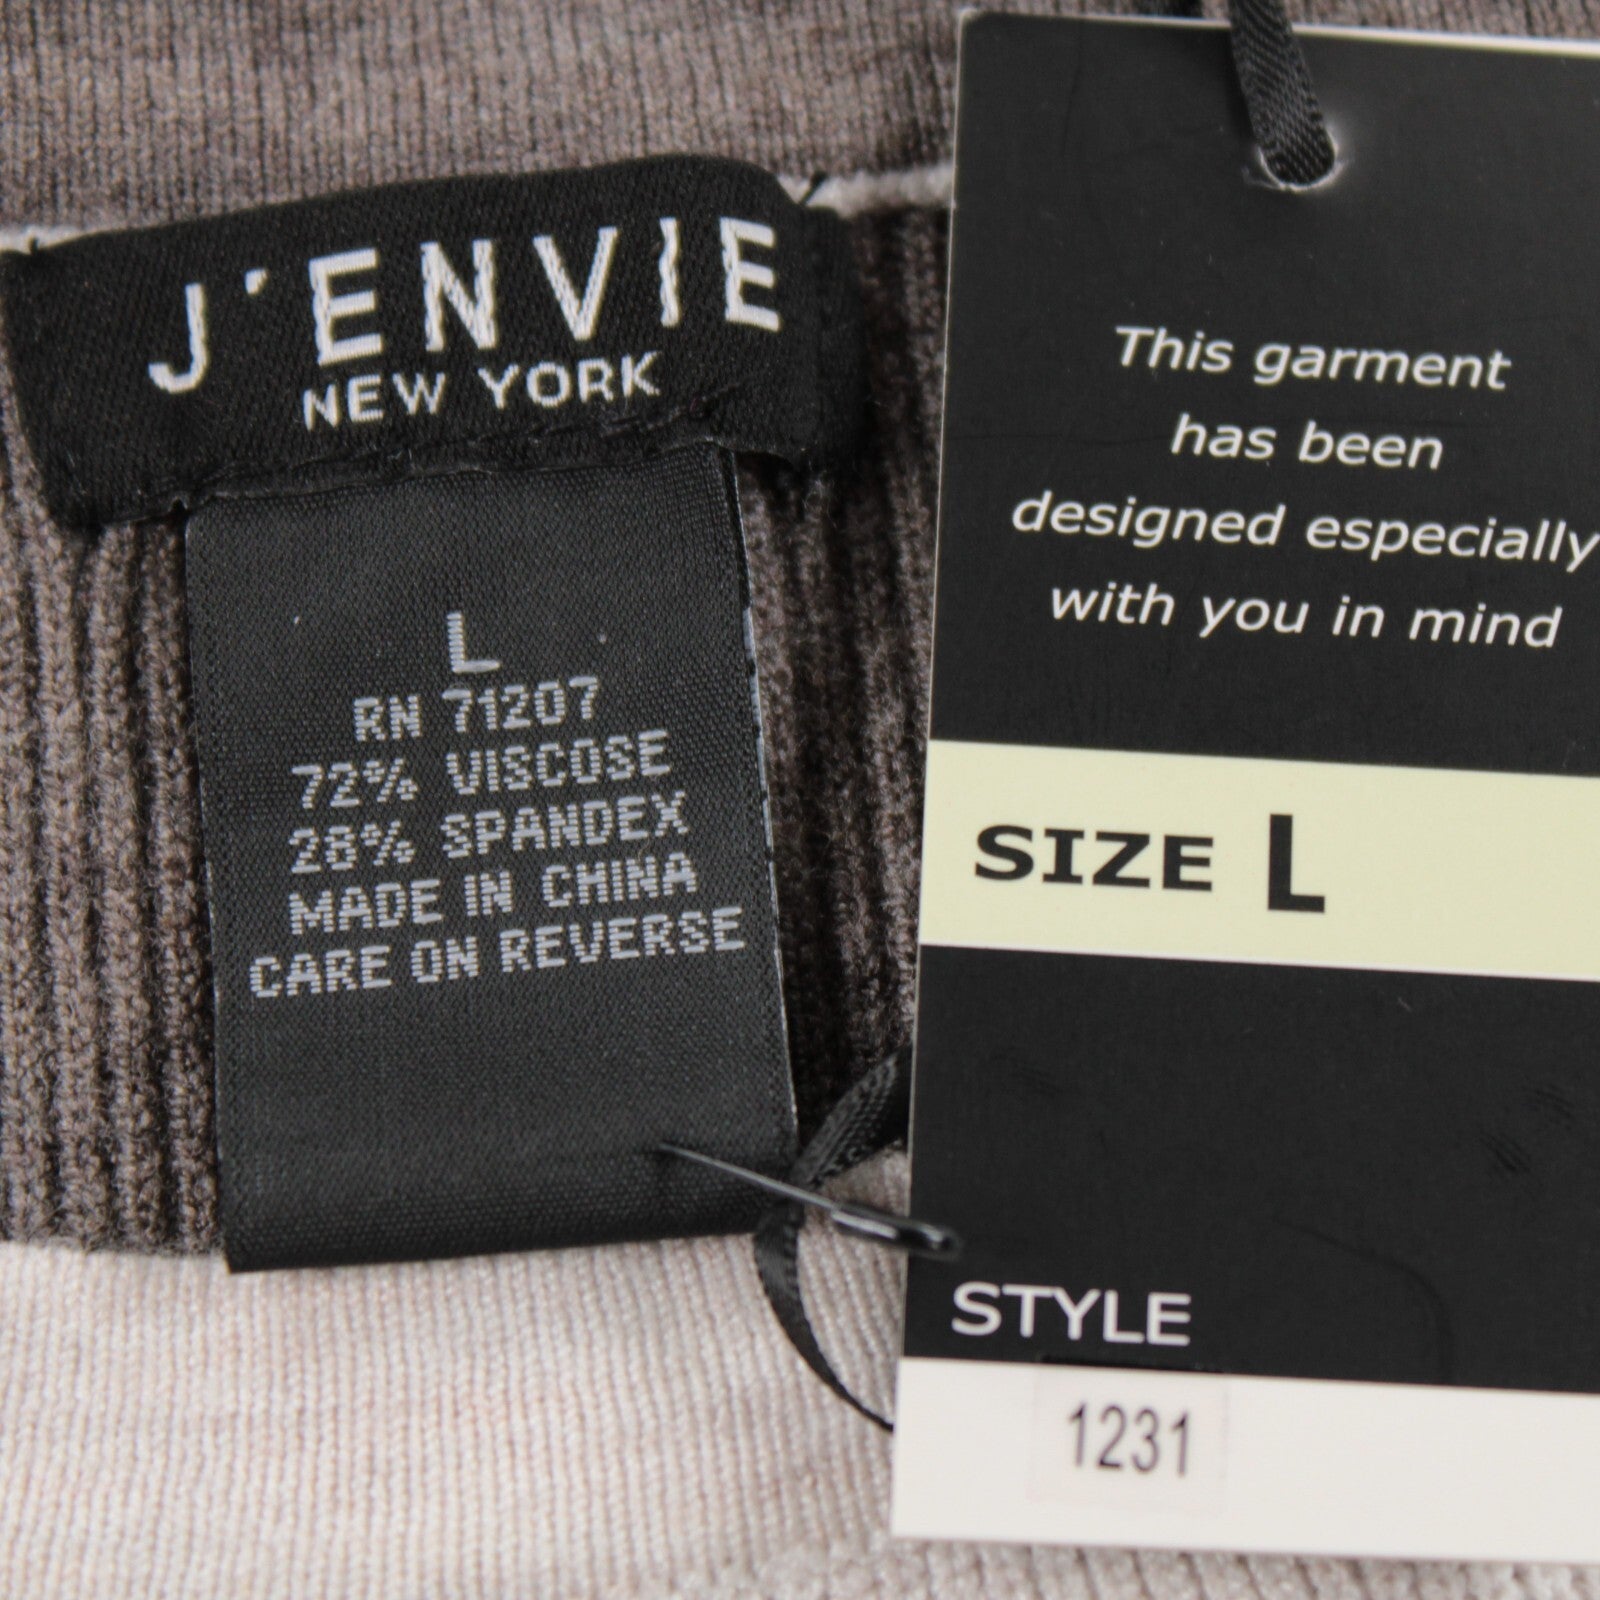 J'ENVIE
NEW YORK
L
RN 71207
72% VISCOSE
28% SPANDEX
MADE IN CHINA
CARE ON REVERSE
This garment
has been
designed especially
with you in mind
SIZE L
STYLE
1231